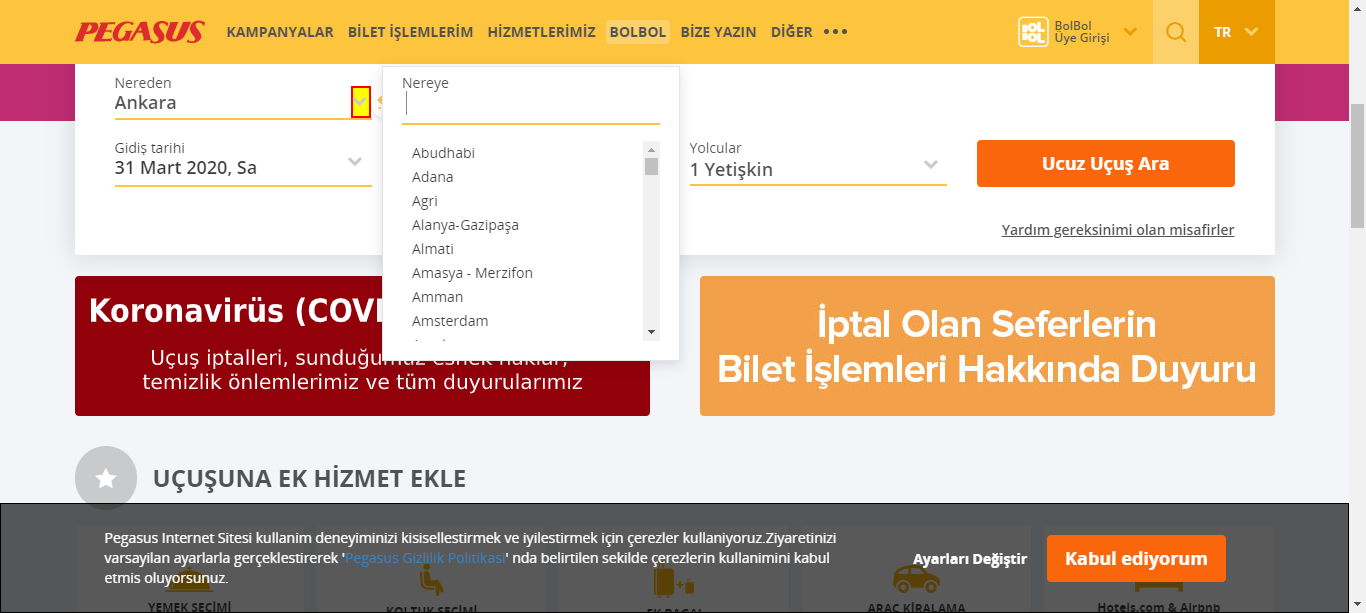 PEGASUS KAMPANYALAR BİLET İŞLEMLERİM HİZMETLERİMİZ BOLBOL BİZE YAZIN DİĞER ••• BOL BOL BolBol Üye Girişi TR
Nereden
Ankara
Nereye
Gidiş tarihi
31 Mart 2020, Sa
Abudhabi
Adana
Agri
Alanya-Gazipaşa
Almati
Amasya - Merzifon
Amman
Amsterdam
Yolcular
1 Yetişkin
Ucuz Uçuş Ara
Yardım gereksinimi olan misafirler
Koronavirüs (COVI
Uçuş iptalleri, sunduğumuz esnek haklar,
temizlik önlemlerimiz ve tüm duyurularımız
İptal Olan Seferlerin
Bilet İşlemleri Hakkında Duyuru
UÇUŞUNA EK HİZMET EKLE
Pegasus Internet Sitesi kullanim deneyiminizi kisisellestirmek ve iyilestirmek için çerezler kullaniyoruz.Ziyaretinizi
varsayilan ayarlarla gerçeklestirerek 'Pegasus Gizlilik Politikasi' nda belirtilen sekilde çerezlerin kullanimini kabul
etmis oluyorsunuz.
Ayarları Değiştir
Kabul ediyorum
YEMEK SEÇİMİ
KOLTUK SEÇİMİ
EK BAGAJ
ARAÇ KİRALAMA
Hotels.com & Airbnb